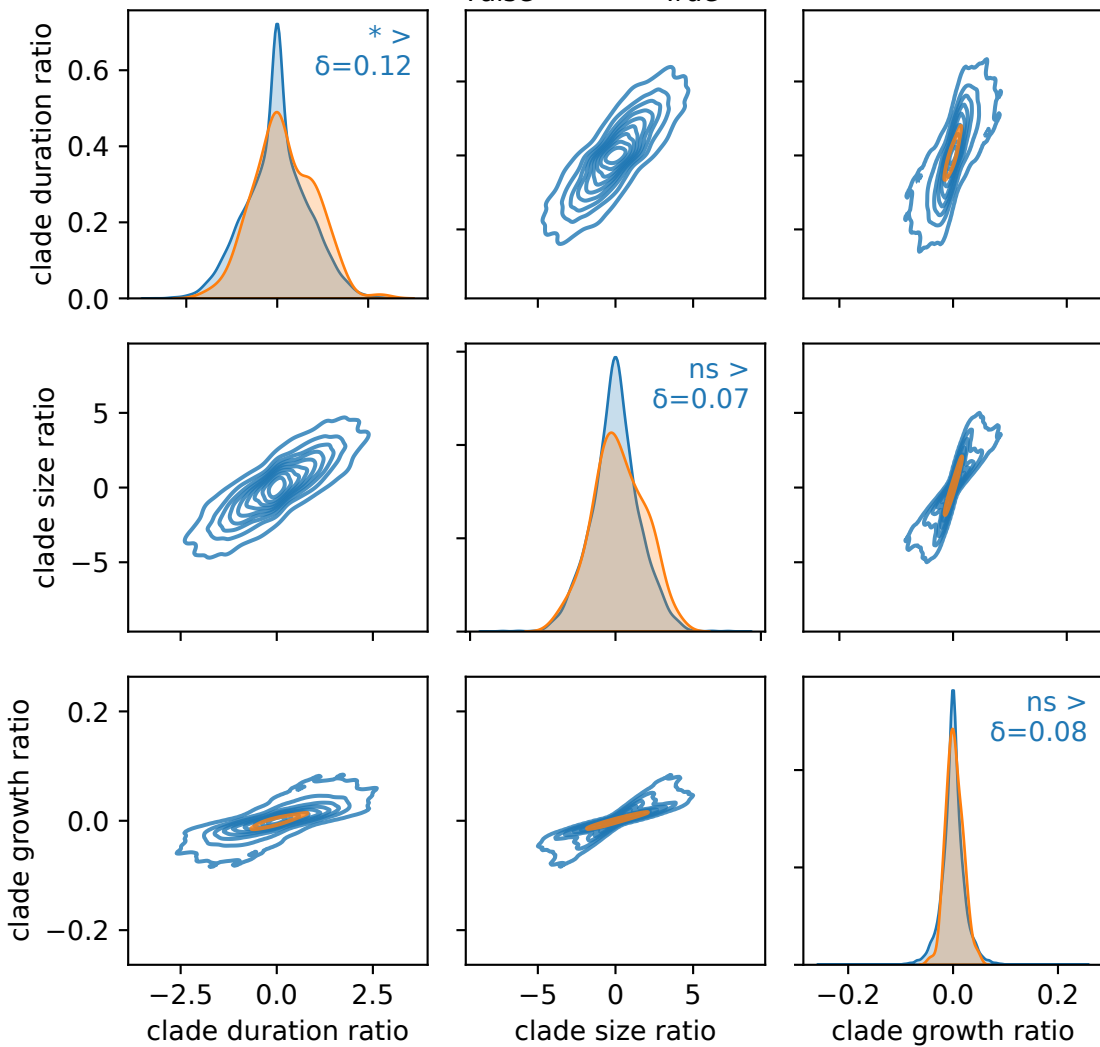 * >
δ=0.12
clade duration ratio
0.6
0.4
0.2
0.0
−2.5
0.0
2.5
clade duration ratio
ns >
δ=0.07
clade size ratio
5
0
−5
−5
0
5
clade size ratio
ns >
δ=0.08
clade growth ratio
0.2
0.0
−0.2
−0.2
0.0
0.2
clade growth ratio